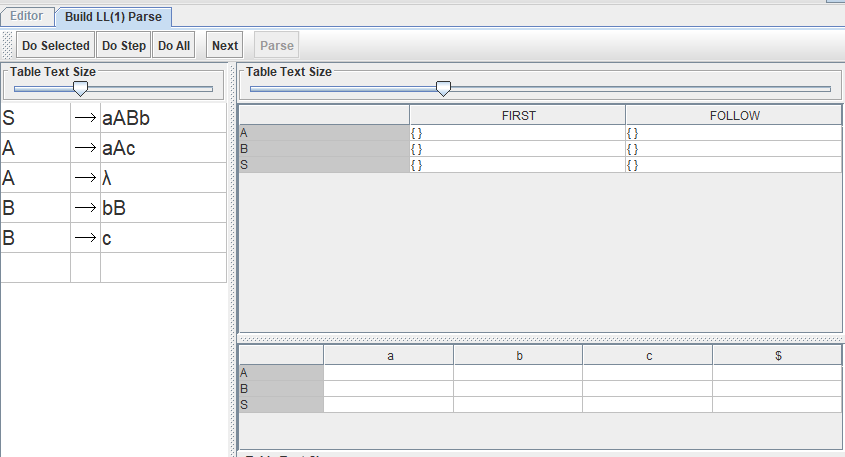 Editor Build LL(1) Parse
Do Selected Do Step Do All Next Parse
Table Text Size
S → aABb
A → aAc
A → λ
B → bB
B → c
Table Text Size
FIRST FOLLOW
A { } { }
B { } { }
S { } { }
a b c $
A
B
S